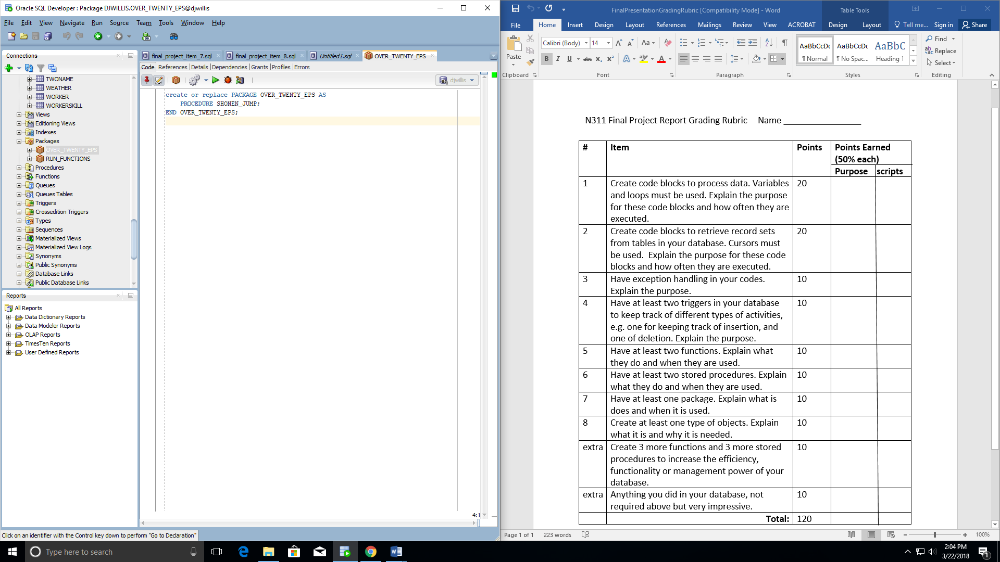 Oracle SQL Developer : Package DJWILLIS.OVER_TWENTY_EPS@djwillis
File Edit View Navigate Run Source Team Tools Window Help
Connections
TWONAME
WEATHER
WORKER
WORKERSKILL
Views
Editioning Views
Indexes
Packages
OVER_TWENTY_EPS
RUN_FUNCTIONS
Procedures
Functions
Queues
Queues Tables
Triggers
Crossedition Triggers
Types
Sequences
Materialized Views
Materialized View Logs
Synonyms
Public Synonyms
Database Links
Public Database Links
Reports
All Reports
Data Dictionary Reports
Data Modeler Reports
OLAP Reports
TimesTen Reports
User Defined Reports
final_project_item_7.sql final_project_item_8.sql Untitled1.sql OVER_TWENTY_EPS
Code References Details Dependencies Grants Profiles Errors
djwillis
create or replace PACKAGE OVER_TWENTY_EPS AS
PROCEDURE SHONEN_JUMP;
END OVER_TWENTY_EPS;
4:1
Click on an identifier with the Control key down to perform "Go to Declaration"
FinalPresentationGradingRubric [Compatibility Mode] - Word
Table Tools
File Home Insert Design Layout References Mailings Review View ACROBAT Design Layout Tell me... Sign in Share
Paste
Clipboard
Calibri (Body) 14
B I U abc x2 x2
Font
Paragraph
AaBbCcDc AaBbCcDc AaBbC
¶ Normal ¶ No Spac... Heading 1
Styles
Find
Replace
Select
Editing
N311 Final Project Report Grading Rubric Name _________________
# Item Points Points Earned
(50% each)
Purpose scripts
1 Create code blocks to process data. Variables 20
and loops must be used. Explain the purpose
for these code blocks and how often they are
executed.
2 Create code blocks to retrieve record sets 20
from tables in your database. Cursors must
be used. Explain the purpose for these code
blocks and how often they are executed.
3 Have exception handling in your codes. 10
Explain the purpose.
4 Have at least two triggers in your database 10
to keep track of different types of activities,
e.g. one for keeping track of insertion, and
one of deletion. Explain the purpose.
5 Have at least two functions. Explain what 10
they do and when they are used.
6 Have at least two stored procedures. Explain 10
what they do and when they are used.
7 Have at least one package. Explain what is 10
does and when it is used.
8 Create at least one type of objects. Explain 10
what it is and why it is needed.
extra Create 3 more functions and 3 more stored 10
procedures to increase the efficiency,
functionality or management power of your
database.
extra Anything you did in your database, not 10
required above but very impressive.
Total: 120
Page 1 of 1 223 words
100%
Type here to search
2:04 PM
3/22/2018